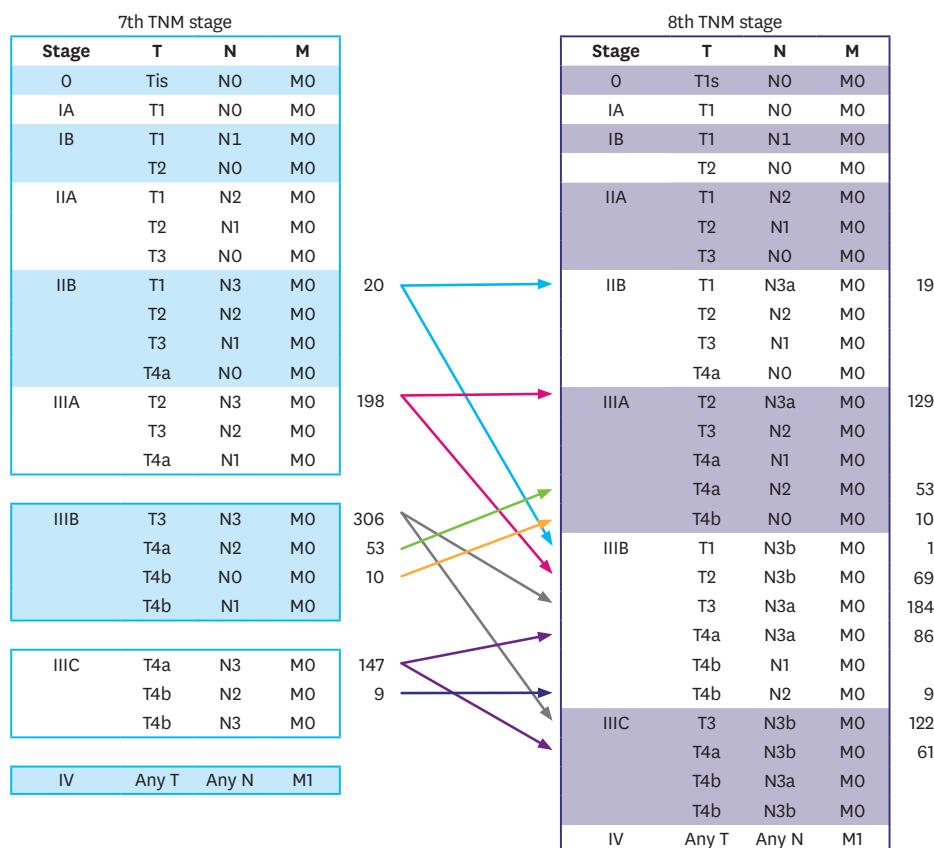 7th TNM stage
Stage T N M
0 Tis N0 M0
IA T1 N0 M0
IB T1 N1 M0
T2 N0 M0
IIA T1 N2 M0
T2 N1 M0
T3 N0 M0
IIB T1 N3 M0 20
T2 N2 M0
T3 N1 M0
T4a N0 M0
IIIA T2 N3 M0 198
T3 N2 M0
T4a N1 M0
IIIB T3 N3 M0 306
T4a N2 M0 53
T4b N0 M0 10
T4b N1 M0
IIIC T4a N3 M0 147
T4b N2 M0 9
T4b N3 M0
IV Any T Any N M1
8th TNM stage
Stage T N M
0 T1s N0 M0
IA T1 N0 M0
IB T1 N1 M0
T2 N0 M0
IIA T1 N2 M0
T2 N1 M0
T3 N0 M0
IIB T1 N3a M0 19
T2 N2 M0
T3 N1 M0
T4a N0 M0
IIIA T2 N3a M0 129
T3 N2 M0
T4a N1 M0
T4a N2 M0 53
T4b N0 M0 10
IIIB T1 N3b M0 1
T2 N3b M0 69
T3 N3a M0 184
T4a N3a M0 86
T4b N1 M0
T4b N2 M0 9
IIIC T3 N3b M0 122
T4a N3b M0 61
T4b N3a M0
T4b N3b M0
IV Any T Any N M1